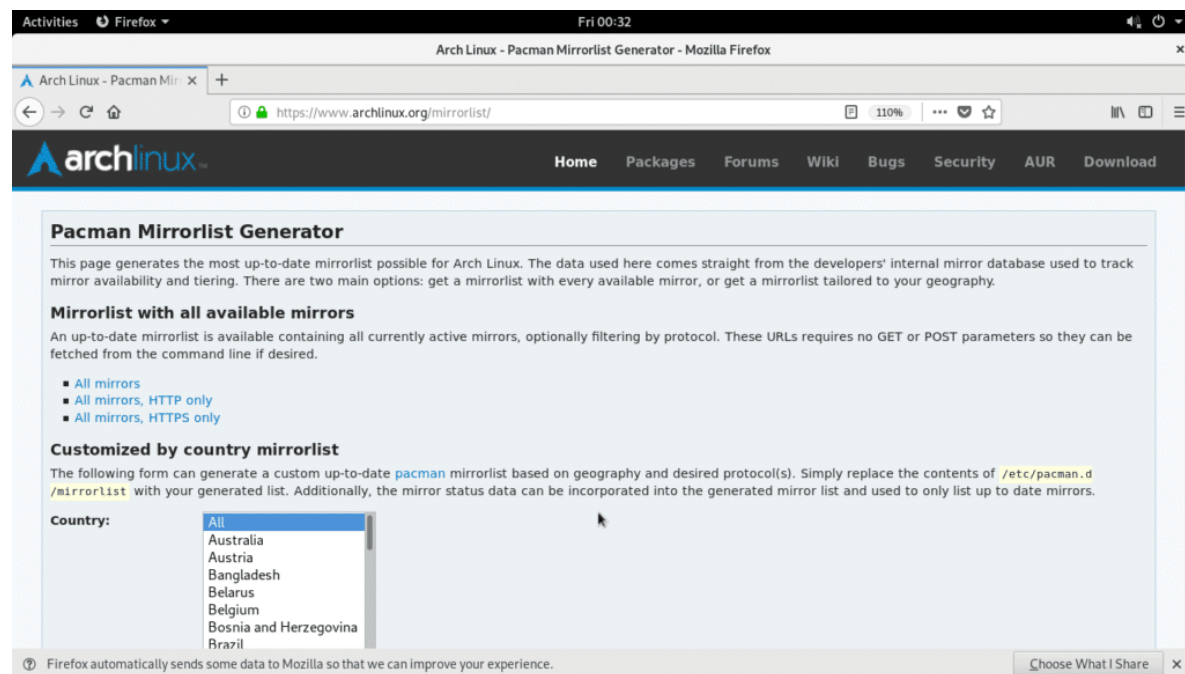 Activities Firefox Fri 00:32
Arch Linux - Pacman Mirrorlist Generator - Mozilla Firefox
Arch Linux - Pacman Mir
https://www.archlinux.org/mirrorlist/ 110%
archlinux Home Packages Forums Wiki Bugs Security AUR Download
Pacman Mirrorlist Generator
This page generates the most up-to-date mirrorlist possible for Arch Linux. The data used here comes straight from the developers' internal mirror database used to track
mirror availability and tiering. There are two main options: get a mirrorlist with every available mirror, or get a mirrorlist tailored to your geography.
Mirrorlist with all available mirrors
An up-to-date mirrorlist is available containing all currently active mirrors, optionally filtering by protocol. These URLs requires no GET or POST parameters so they can be
fetched from the command line if desired.
All mirrors
All mirrors, HTTP only
All mirrors, HTTPS only
Customized by country mirrorlist
The following form can generate a custom up-to-date pacman mirrorlist based on geography and desired protocol(s). Simply replace the contents of /etc/pacman.d
/mirrorlist with your generated list. Additionally, the mirror status data can be incorporated into the generated mirror list and used to only list up to date mirrors.
Country: All
Australia
Austria
Bangladesh
Belarus
Belgium
Bosnia and Herzegovina
Brazil
Firefox automatically sends some data to Mozilla so that we can improve your experience. Choose What I Share